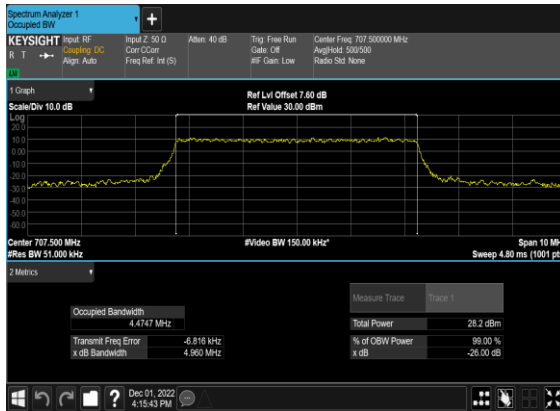 Spectrum Analyzer 1
Occupied BW
KEYSIGHT
R T
LXI
Input: RF
Coupling: DC
Align: Auto
Input Z: 50 Ω
Corr CCorr
Freq Ref: Int (S)
Atten: 40 dB
Trig: Free Run
Gate: Off
#IF Gain: Low
Center Freq: 707.500000 MHz
Avg|Hold: 500/500
Radio Std: None
1 Graph
Scale/Div 10.0 dB
Ref Lvl Offset 7.60 dB
Ref Value 30.00 dBm
Log
20.0
10.0
0.00
-10.0
-20.0
-30.0
-40.0
-50.0
-60.0
Center 707.500 MHz
#Res BW 51.000 kHz
#Video BW 150.00 kHz*
Span 10 MH
Sweep 4.80 ms (1001 pt
2 Metrics
Measure Trace Trace 1
Occupied Bandwidth
4.4747 MHz
Total Power 28.2 dBm
Transmit Freq Error -6.816 kHz
% of OBW Power 99.00 %
x dB Bandwidth 4.960 MHz
x dB -26.00 dB
?
Dec 01, 2022
4:15:43 PM